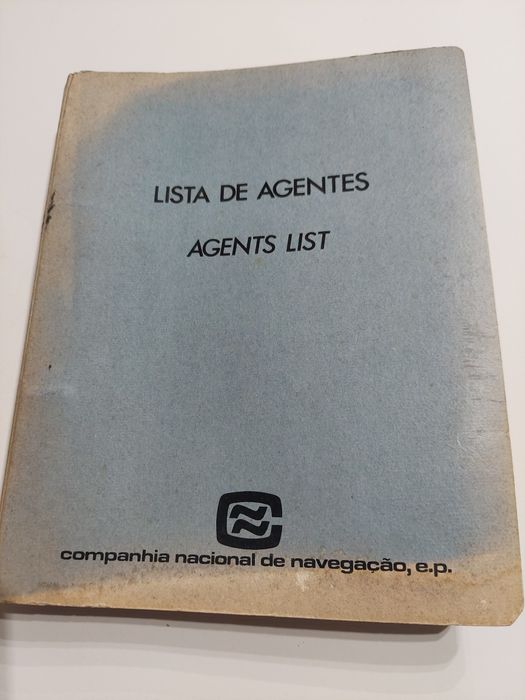 LISTA DE AGENTES
AGENTS LIST
companhia nacional de navegação, e.p.